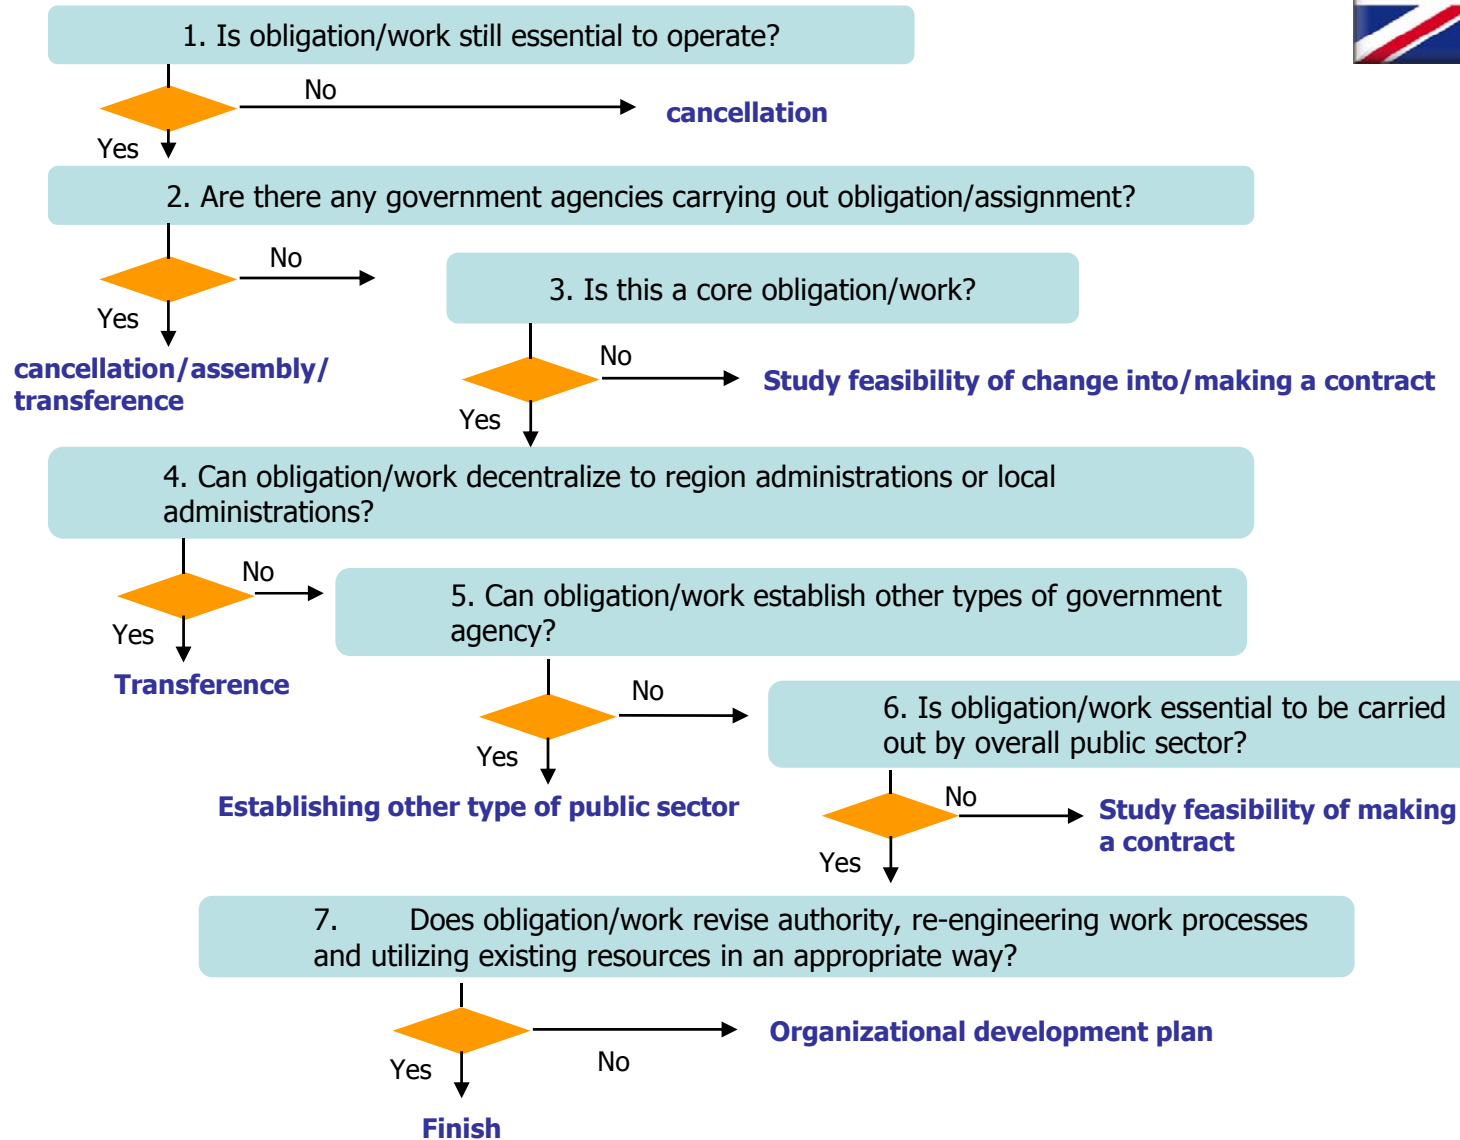 1. Is obligation/work still essential to operate?
No
cancellation
Yes
2. Are there any government agencies carrying out obligation/assignment?
No
3. Is this a core obligation/work?
Yes
cancellation/assembly/
transference
No
Study feasibility of change into/making a contract
Yes
4. Can obligation/work decentralize to region administrations or local
administrations?
No
5. Can obligation/work establish other types of government
agency?
Yes
Transference
No
6. Is obligation/work essential to be carried
out by overall public sector?
Yes
Establishing other type of public sector
No
Study feasibility of making
a contract
Yes
7. Does obligation/work revise authority, re-engineering work processes
and utilizing existing resources in an appropriate way?
Organizational development plan
No
Yes
Finish